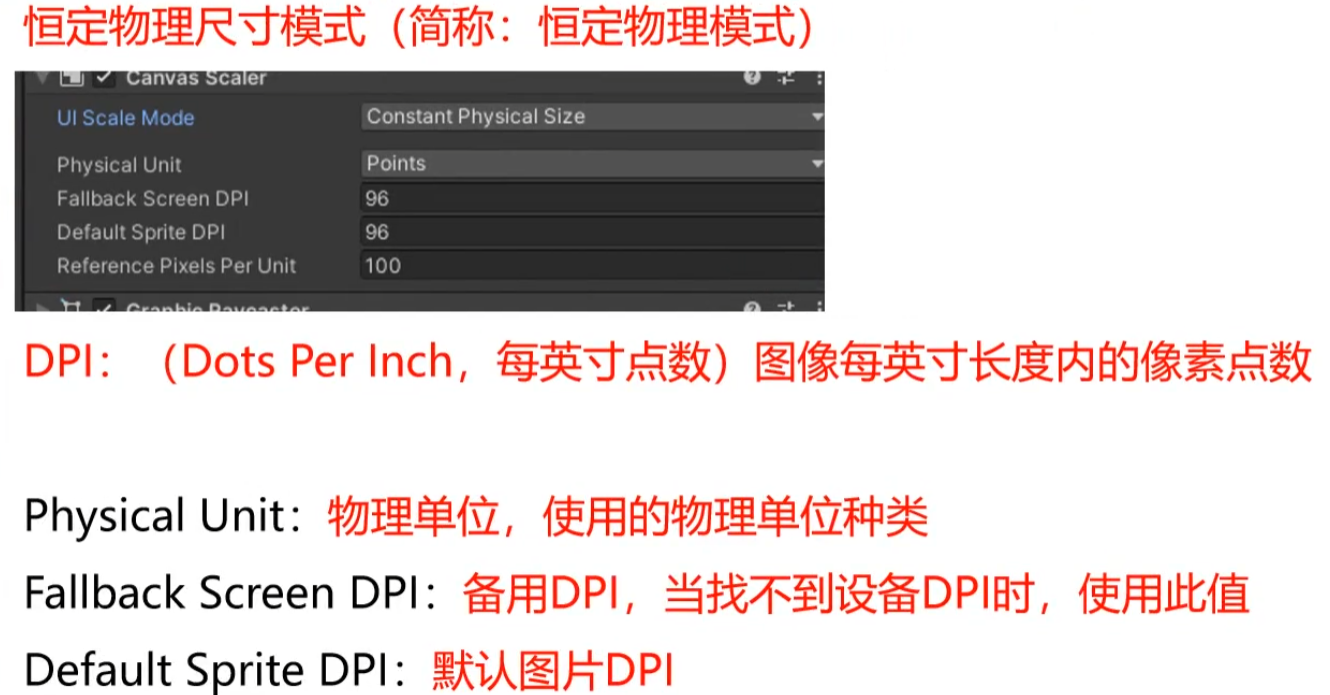 恒定物理尺寸模式（简称：恒定物理模式）
Canvas Scaler
UI Scale Mode Constant Physical Size
Physical Unit Points
Fallback Screen DPI 96
Default Sprite DPI 96
Reference Pixels Per Unit 100
Graphic Raycaster
DPI：（Dots Per Inch，每英寸点数）图像每英寸长度内的像素点数
Physical Unit：物理单位，使用的物理单位种类
Fallback Screen DPI：备用DPI，当找不到设备DPI时，使用此值
Default Sprite DPI：默认图片DPI